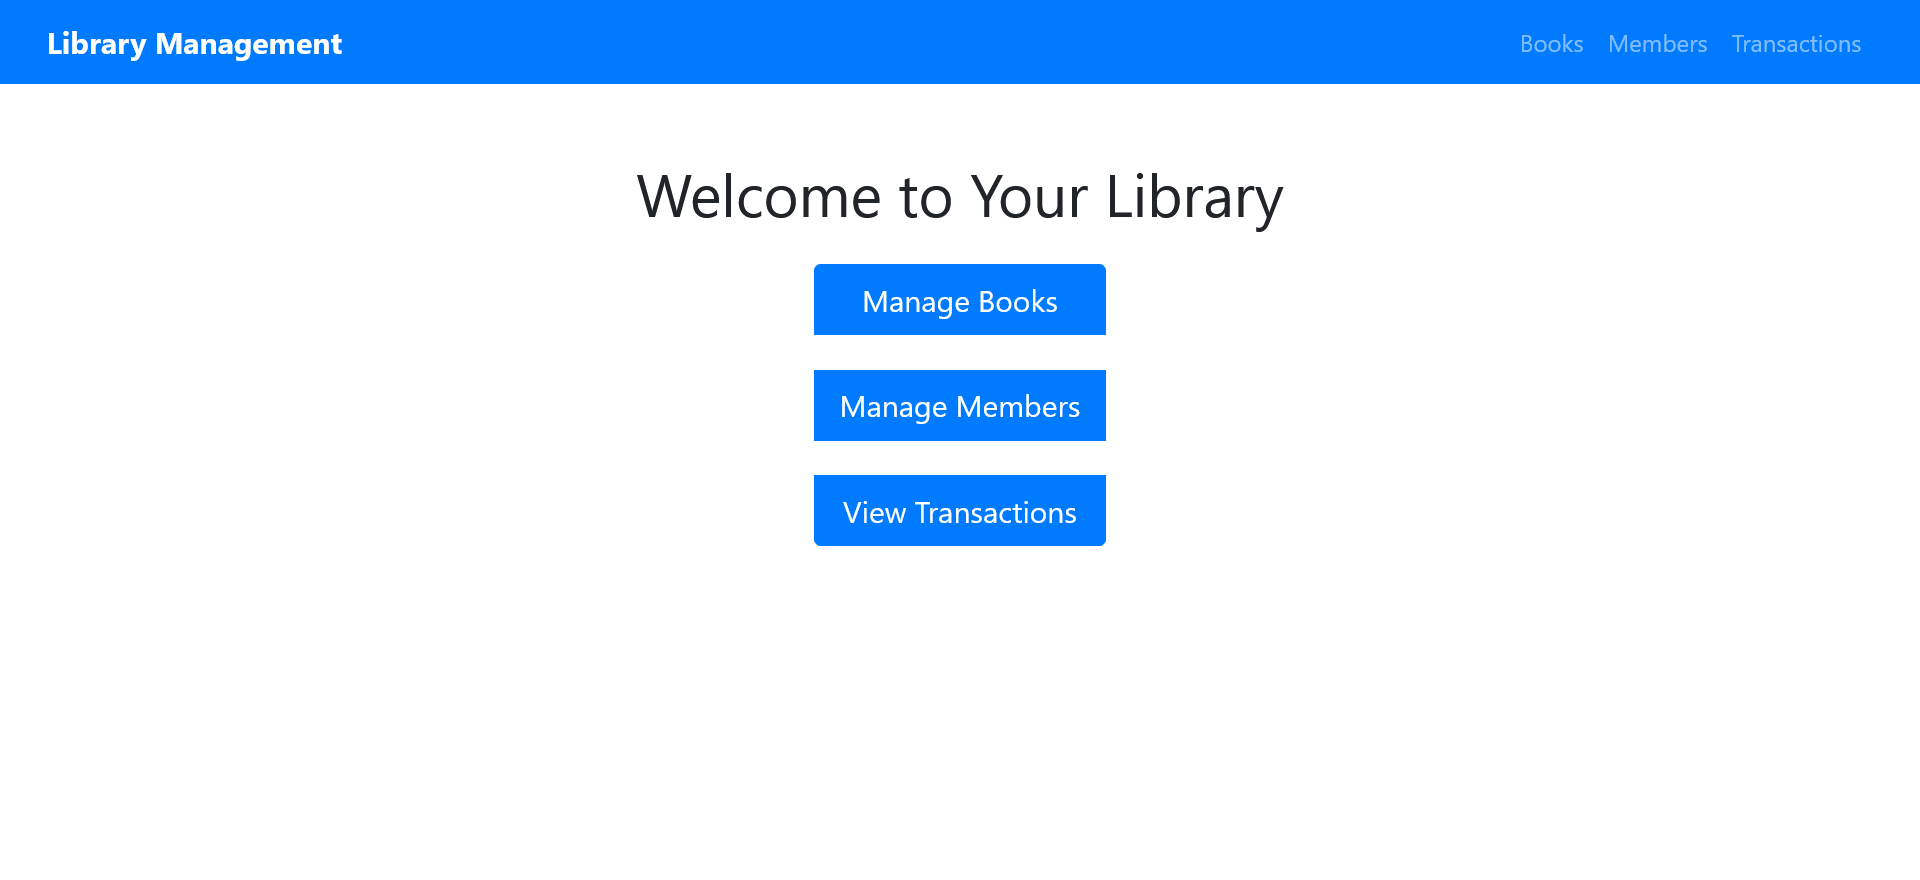 Library Management
Books Members Transactions
Welcome to Your Library
Manage Books
Manage Members
View Transactions